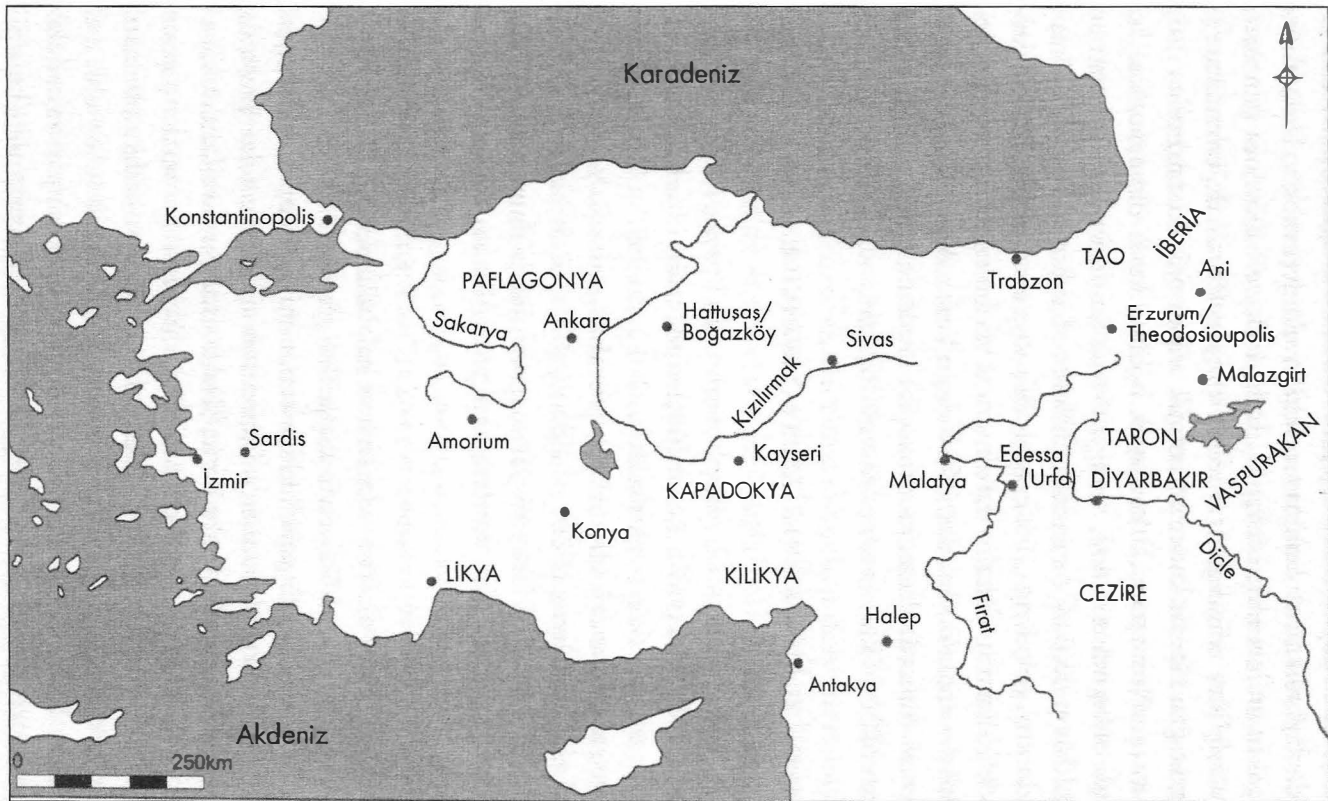 Karadeniz
Konstantinopolis
PAFLAGONYA
Sakarya
Ankara
Hattuşaş/
Boğazköy
Sivas
Kızılırmak
Trabzon
TAO
İBERİA
Ani
Erzurum/
Theodosioupolis
Malazgirt
Sardis
İzmir
Amorium
Kayseri
KAPADOKYA
Konya
Malatya
Edessa
(Urfa)
TARON
DİYARBAKIR
VASPURAKAN
Dicle
LİKYA
KİLİKYA
CEZİRE
Fırat
Halep
Antakya
Akdeniz
0 250km